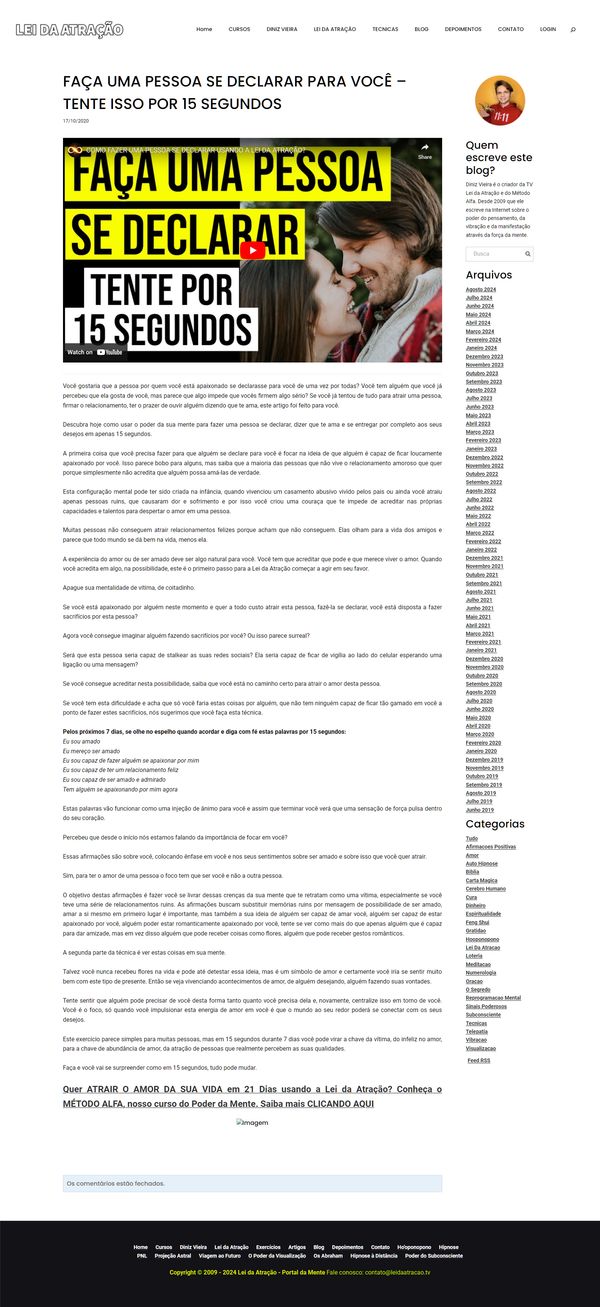 LEI DA ATRAÇÃO
Home CURSOS DINIZ VIEIRA LEI DA ATRAÇÃO TECNICAS BLOG DEPOIMENTOS CONTATO LOGIN
FAÇA UMA PESSOA SE DECLARAR PARA VOCÊ –
TENTE ISSO POR 15 SEGUNDOS
17/10/2020
COMO FAZER UMA PESSOA SE DECLARAR USANDO A LEI DA ATRAÇÃO?
Share
FAÇA UMA PESSOA
SE DECLARAR
TENTE POR
15 SEGUNDOS
Watch on YouTube
11:11
Você gostaria que a pessoa por quem você está apaixonado se declarasse para você de uma vez por todas? Você tem alguém que você já
percebeu que ela gosta de você, mas parece que algo impede que vocês firmem algo sério? Se você já tentou de tudo para atrair uma pessoa,
firmar o relacionamento, ter o prazer de ouvir alguém dizendo que te ama, este artigo foi feito para você.
Descubra hoje como usar o poder da sua mente para fazer uma pessoa se declarar, dizer que te ama e se entregar por completo aos seus
desejos em apenas 15 segundos.
A primeira coisa que você precisa fazer para que alguém se declare para você é focar na ideia de que alguém é capaz de ficar loucamente
apaixonado por você. Isso parece bobo para alguns, mas saiba que a maioria das pessoas que não vive o relacionamento amoroso que quer
porque simplesmente não acredita que alguém possa amá-las de verdade.
Esta configuração mental pode ter sido criada na infância, quando vivenciou um casamento abusivo vivido pelos pais ou ainda você atraiu
apenas pessoas ruins, que causaram dor e sofrimento e por isso você criou uma couraça que te impede de acreditar nas próprias
capacidades e talentos para despertar o amor em uma pessoa.
Muitas pessoas não conseguem atrair relacionamentos felizes porque acham que não conseguem. Elas olham para a vida dos amigos e
parece que todo mundo se dá bem na vida, menos ela.
A experiência do amor ou de ser amado deve ser algo natural para você. Você tem que acreditar que pode e que merece viver o amor. Quando
você acredita em algo, na possibilidade, este é o primeiro passo para a Lei da Atração começar a agir em seu favor.
Apague sua mentalidade de vítima, de coitadinho.
Se você está apaixonado por alguém neste momento e quer a todo custo atrair esta pessoa, fazê-la se declarar, você está disposta a fazer
sacrifícios por esta pessoa?
Agora você consegue imaginar alguém fazendo sacrifícios por você? Ou isso parece surreal?
Será que esta pessoa seria capaz de stalkear as suas redes sociais? Ela seria capaz de ficar de vigília ao lado do celular esperando uma
ligação ou uma mensagem?
Se você consegue acreditar nesta possibilidade, saiba que você está no caminho certo para atrair o amor desta pessoa.
Se você tem esta dificuldade e acha que só você faria estas coisas por alguém, que não tem ninguém capaz de ficar tão gamado em você a
ponto de fazer estes sacrifícios, nós sugerimos que você faça esta técnica.
Pelos próximos 7 dias, se olhe no espelho quando acordar e diga com fé estas palavras por 15 segundos:
Eu sou amado
Eu mereço ser amado
Eu sou capaz de fazer alguém se apaixonar por mim
Eu sou capaz de ter um relacionamento feliz
Eu sou capaz de ser amado e admirado
Tem alguém se apaixonando por mim agora
Estas palavras vão funcionar como uma injeção de ânimo para você e assim que terminar você verá que uma sensação de força pulsa dentro
do seu coração.
Percebeu que desde o início nós estamos falando da importância de focar em você?
Essas afirmações são sobre você, colocando ênfase em você e nos seus sentimentos sobre ser amado e sobre isso que você quer atrair.
Sim, para ter o amor de uma pessoa o foco tem que ser você e não a outra pessoa.
O objetivo destas afirmações é fazer você se livrar dessas crenças da sua mente que te retratam como uma vítima, especialmente se você
teve uma série de relacionamentos ruins. As afirmações buscam substituir memórias ruins por mensagem de possibilidade de ser amado,
amar a si mesmo em primeiro lugar é importante, mas também a sua ideia de alguém ser capaz de amar você, alguém ser capaz de estar
apaixonado por você, alguém poder estar romanticamente apaixonado por você, tente se ver como mais do que apenas alguém que é capaz
para dar amizade, mas em vez disso alguém que pode receber coisas como flores, alguém que pode receber gestos românticos.
A segunda parte da técnica é ver estas coisas em sua mente.
Talvez você nunca recebeu flores na vida e pode até detestar essa ideia, mas é um símbolo de amor e certamente você iria se sentir muito
bem com este tipo de presente. Então se veja vivenciando acontecimentos de amor, de alguém desejando, alguém fazendo suas vontades.
Tente sentir que alguém pode precisar de você desta forma tanto quanto você precisa dela e, novamente, centralize isso em torno de você.
Você é o foco, só quando você impulsionar esta energia de amor em você é que o mundo ao seu redor poderá se conectar com os seus
desejos.
Este exercício parece simples para muitas pessoas, mas em 15 segundos durante 7 dias você pode virar a chave da vítima, do infeliz no amor,
para a chave de abundância de amor, da atração de pessoas que realmente percebem as suas qualidades.
Faça e você vai se surpreender como em 15 segundos, tudo pode mudar.
Quer ATRAIR O AMOR DA SUA VIDA em 21 Dias usando a Lei da Atração? Conheça o
MÉTODO ALFA, nosso curso do Poder da Mente. Saiba mais CLICANDO AQUI
Imagem
Os comentários estão fechados.
Quem
escreve este
blog?
Diniz Vieira é o criador da TV
Lei da Atração e do Método
Alfa. Desde 2009 que ele
escreve na Internet sobre o
poder do pensamento, da
vibração e da manifestação
através da força da mente.
Busca
Arquivos
Agosto 2024
Julho 2024
Junho 2024
Maio 2024
Abril 2024
Março 2024
Fevereiro 2024
Janeiro 2024
Dezembro 2023
Novembro 2023
Outubro 2023
Setembro 2023
Agosto 2023
Julho 2023
Junho 2023
Maio 2023
Abril 2023
Março 2023
Fevereiro 2023
Janeiro 2023
Dezembro 2022
Novembro 2022
Outubro 2022
Setembro 2022
Agosto 2022
Julho 2022
Junho 2022
Maio 2022
Abril 2022
Março 2022
Fevereiro 2022
Janeiro 2022
Dezembro 2021
Novembro 2021
Outubro 2021
Setembro 2021
Agosto 2021
Julho 2021
Junho 2021
Maio 2021
Abril 2021
Março 2021
Fevereiro 2021
Janeiro 2021
Dezembro 2020
Novembro 2020
Outubro 2020
Setembro 2020
Agosto 2020
Julho 2020
Junho 2020
Maio 2020
Abril 2020
Março 2020
Fevereiro 2020
Janeiro 2020
Dezembro 2019
Novembro 2019
Outubro 2019
Setembro 2019
Agosto 2019
Julho 2019
Junho 2019
Categorias
Tudo
Afirmacoes Positivas
Amor
Auto Hipnose
Biblia
Carta Magica
Cerebro Humano
Cura
Dinheiro
Espiritualidade
Feng Shui
Gratidao
Hooponopono
Lei Da Atracao
Loteria
Meditacao
Numerologia
Oracao
O Segredo
Reprogramacao Mental
Sinais Poderosos
Subconsciente
Tecnicas
Telepatia
Vibracao
Visualizacao
Feed RSS
Home Cursos Diniz Vieira Lei da Atração Exercícios Artigos Blog Depoimentos Contato Ho'oponopono Hipnose
PNL Projeção Astral Viagem ao Futuro O Poder da Visualização Os Abraham Hipnose à Distância Poder do Subconsciente
Copyright © 2009 - 2024 Lei da Atração - Portal da Mente Fale conosco: contato@leidaatracao.tv